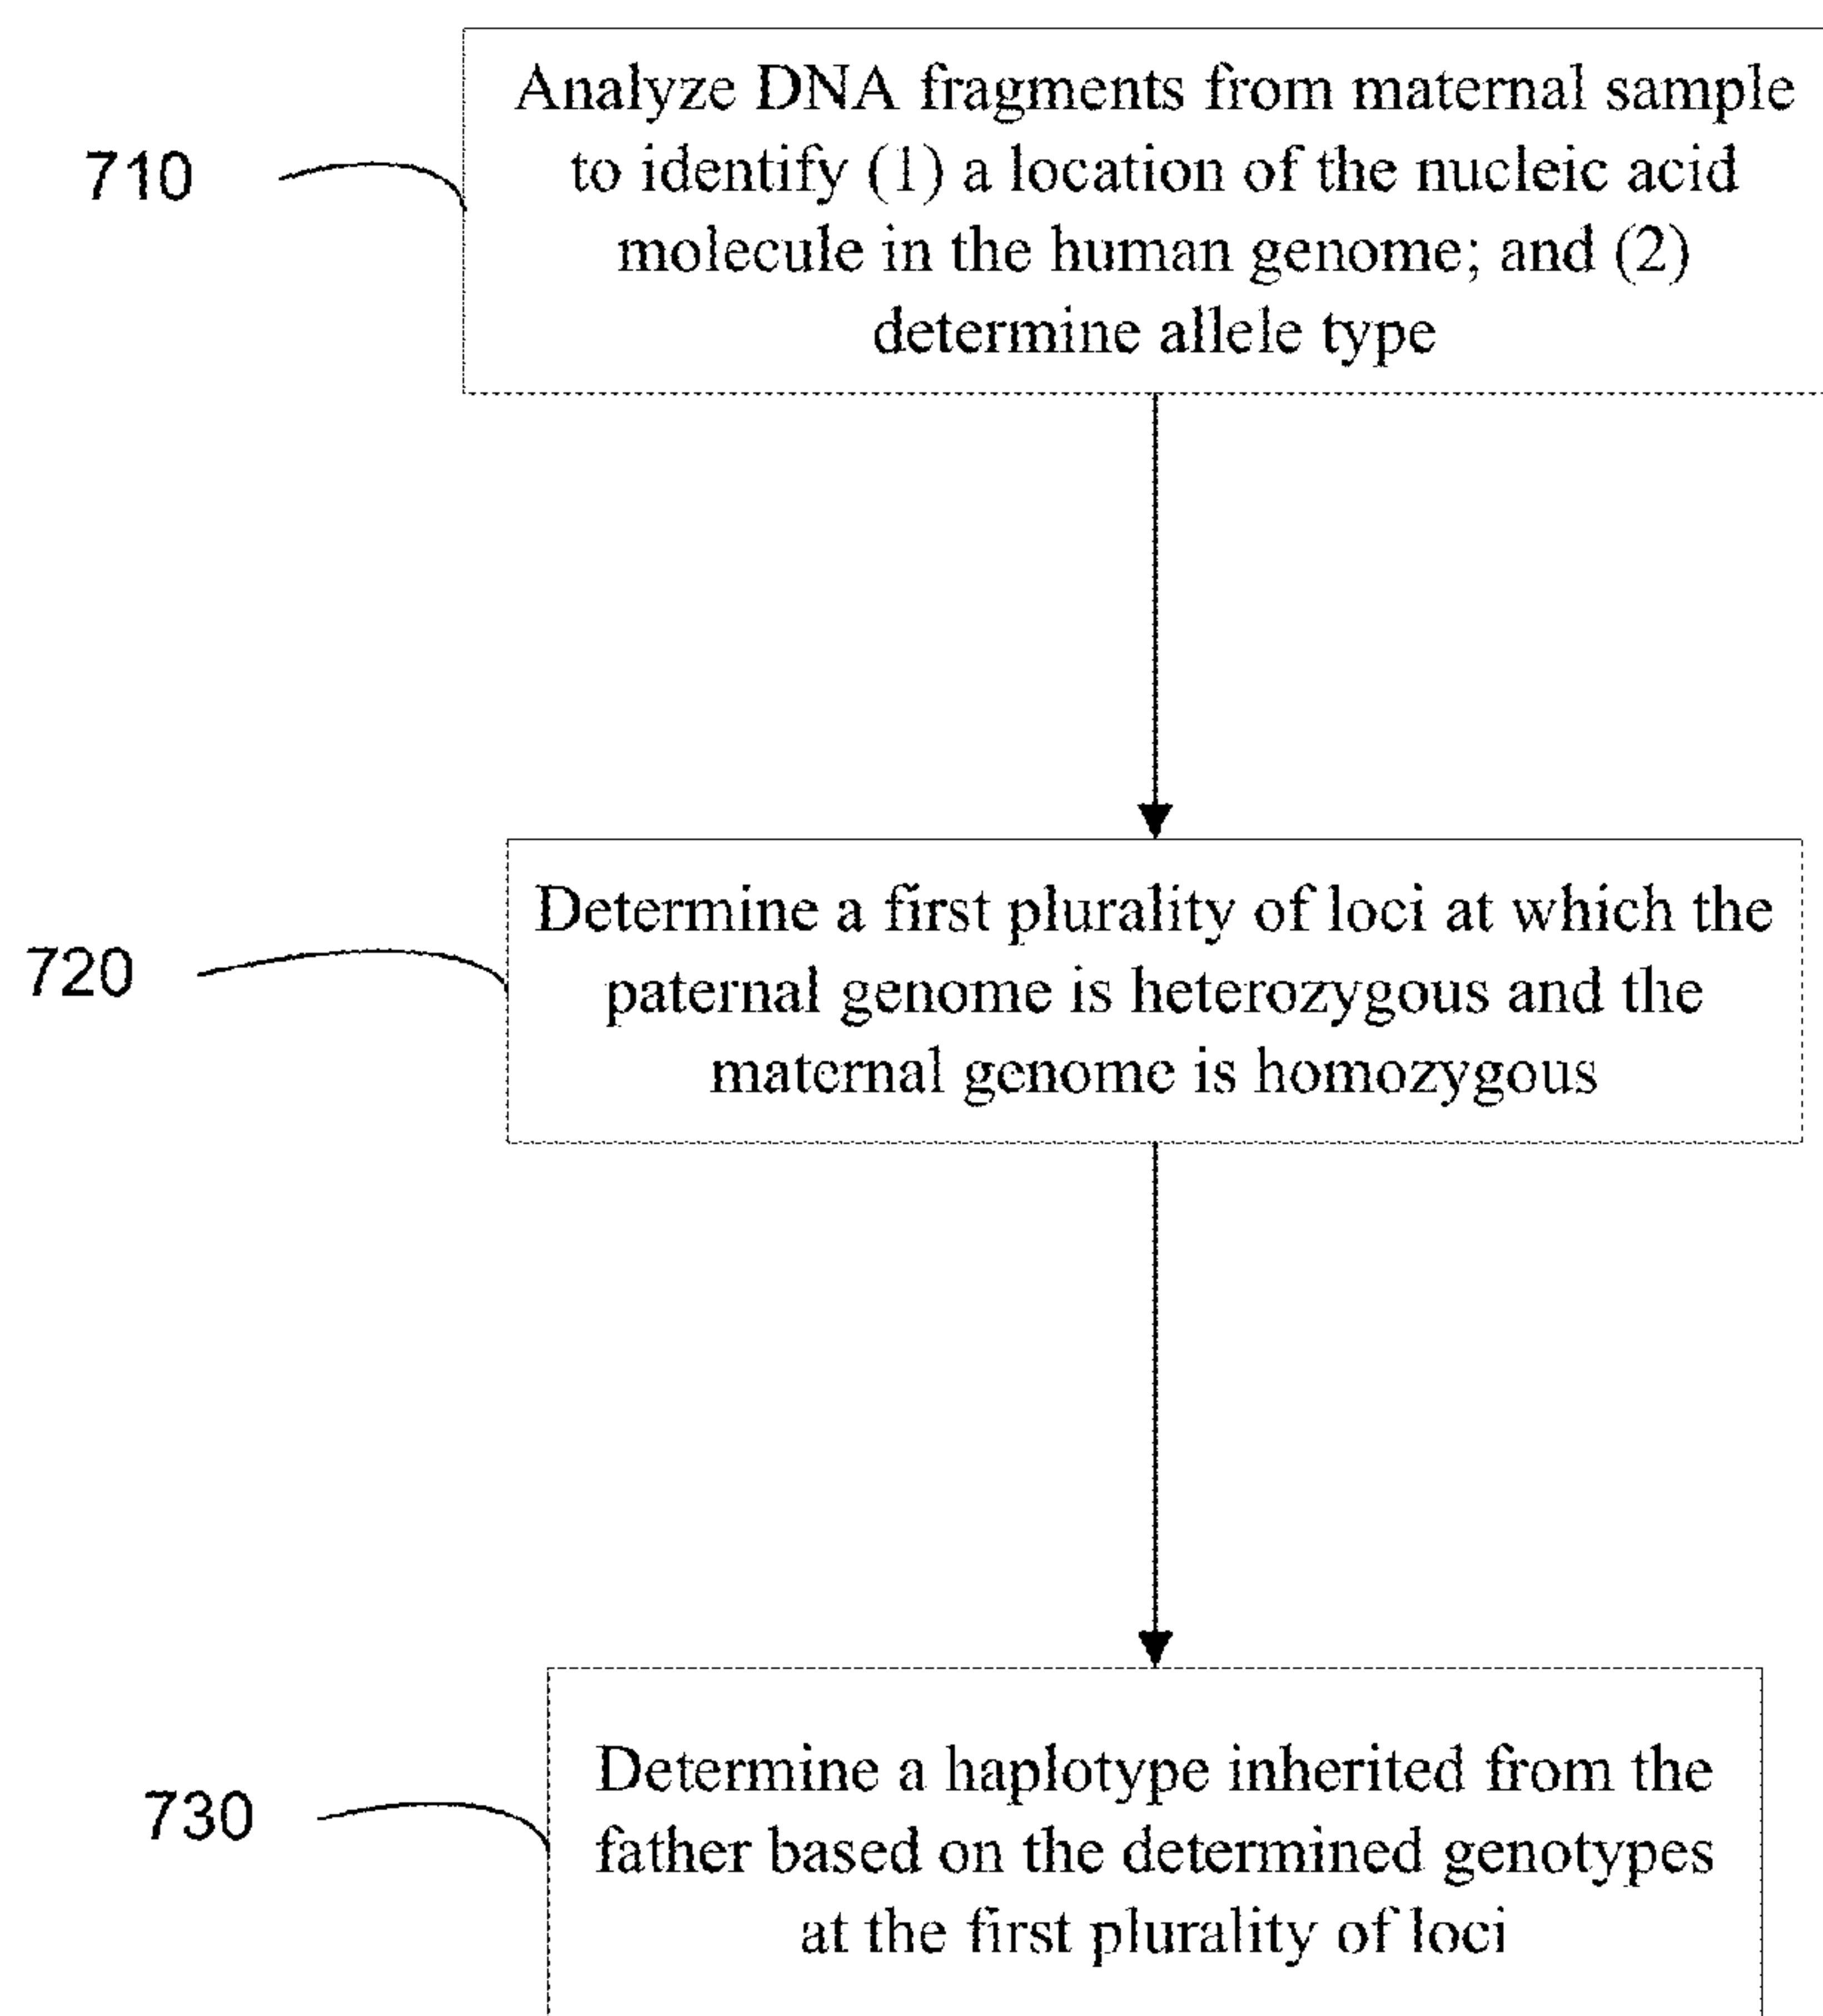 Analyze DNA fragments from maternal sample
710
to identify (1) a location of the nucleic acid
molecule in the human genome; and (2)
determine allele type
Determine a first plurality of loci at which the
720
paternal genome is heterozygous and the
maternal genome is homozygous
Determine a haplotype inherited from the
730
father based on the determined genotypes
at the first plurality of loci